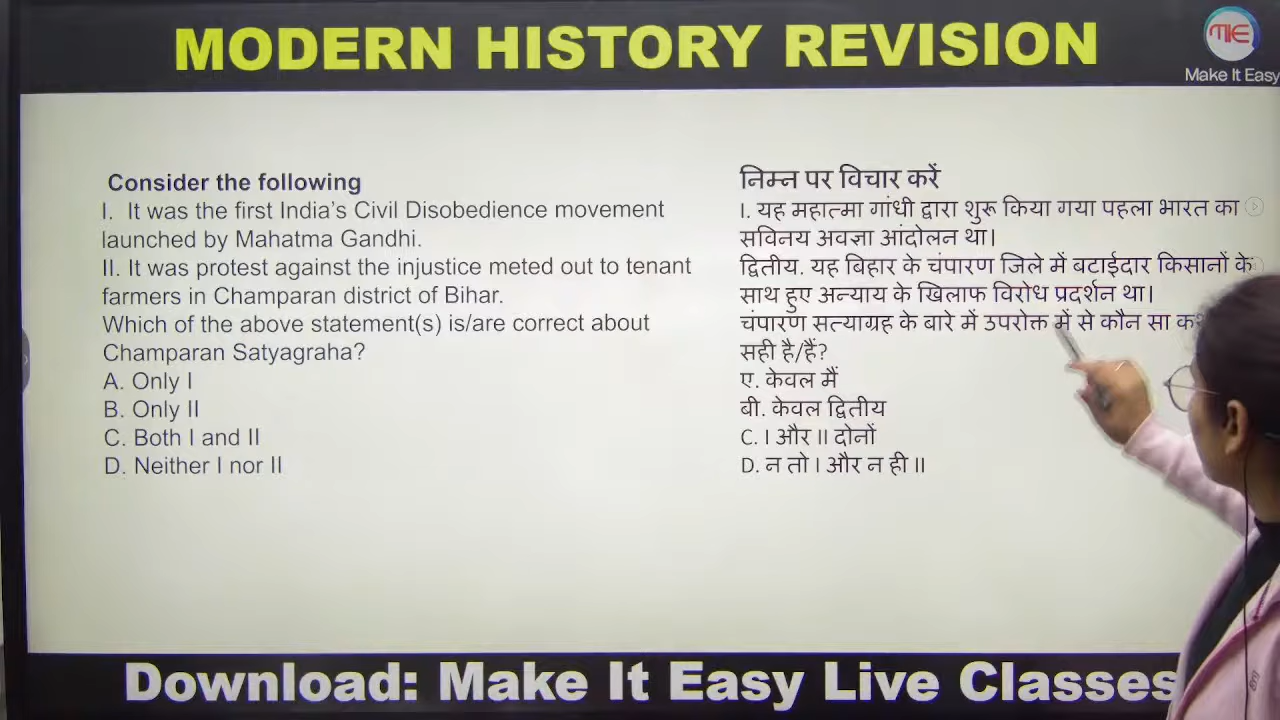 MODERN HISTORY REVISION
MIE
Make It Easy
Consider the following
I. It was the first India's Civil Disobedience movement
launched by Mahatma Gandhi.
II. It was protest against the injustice meted out to tenant
farmers in Champaran district of Bihar.
Which of the above statement(s) is/are correct about
Champaran Satyagraha?
A. Only I
B. Only II
C. Both I and II
D. Neither I nor II
निम्न पर विचार करें
I. यह महात्मा गांधी द्वारा शुरू किया गया पहला भारत का
सविनय अवज्ञा आंदोलन था।
द्वितीय. यह बिहार के चंपारण जिले में बटाईदार किसानों के
साथ हुए अन्याय के खिलाफ विरोध प्रदर्शन था।
चंपारण सत्याग्रह के बारे में उपरोक्त में से कौन सा
सही है/हैं?
ए. केवल मैं
बी. केवल द्वितीय
C. I और II दोनों
D. न तो I और न ही II
Download: Make It Easy Live Classes